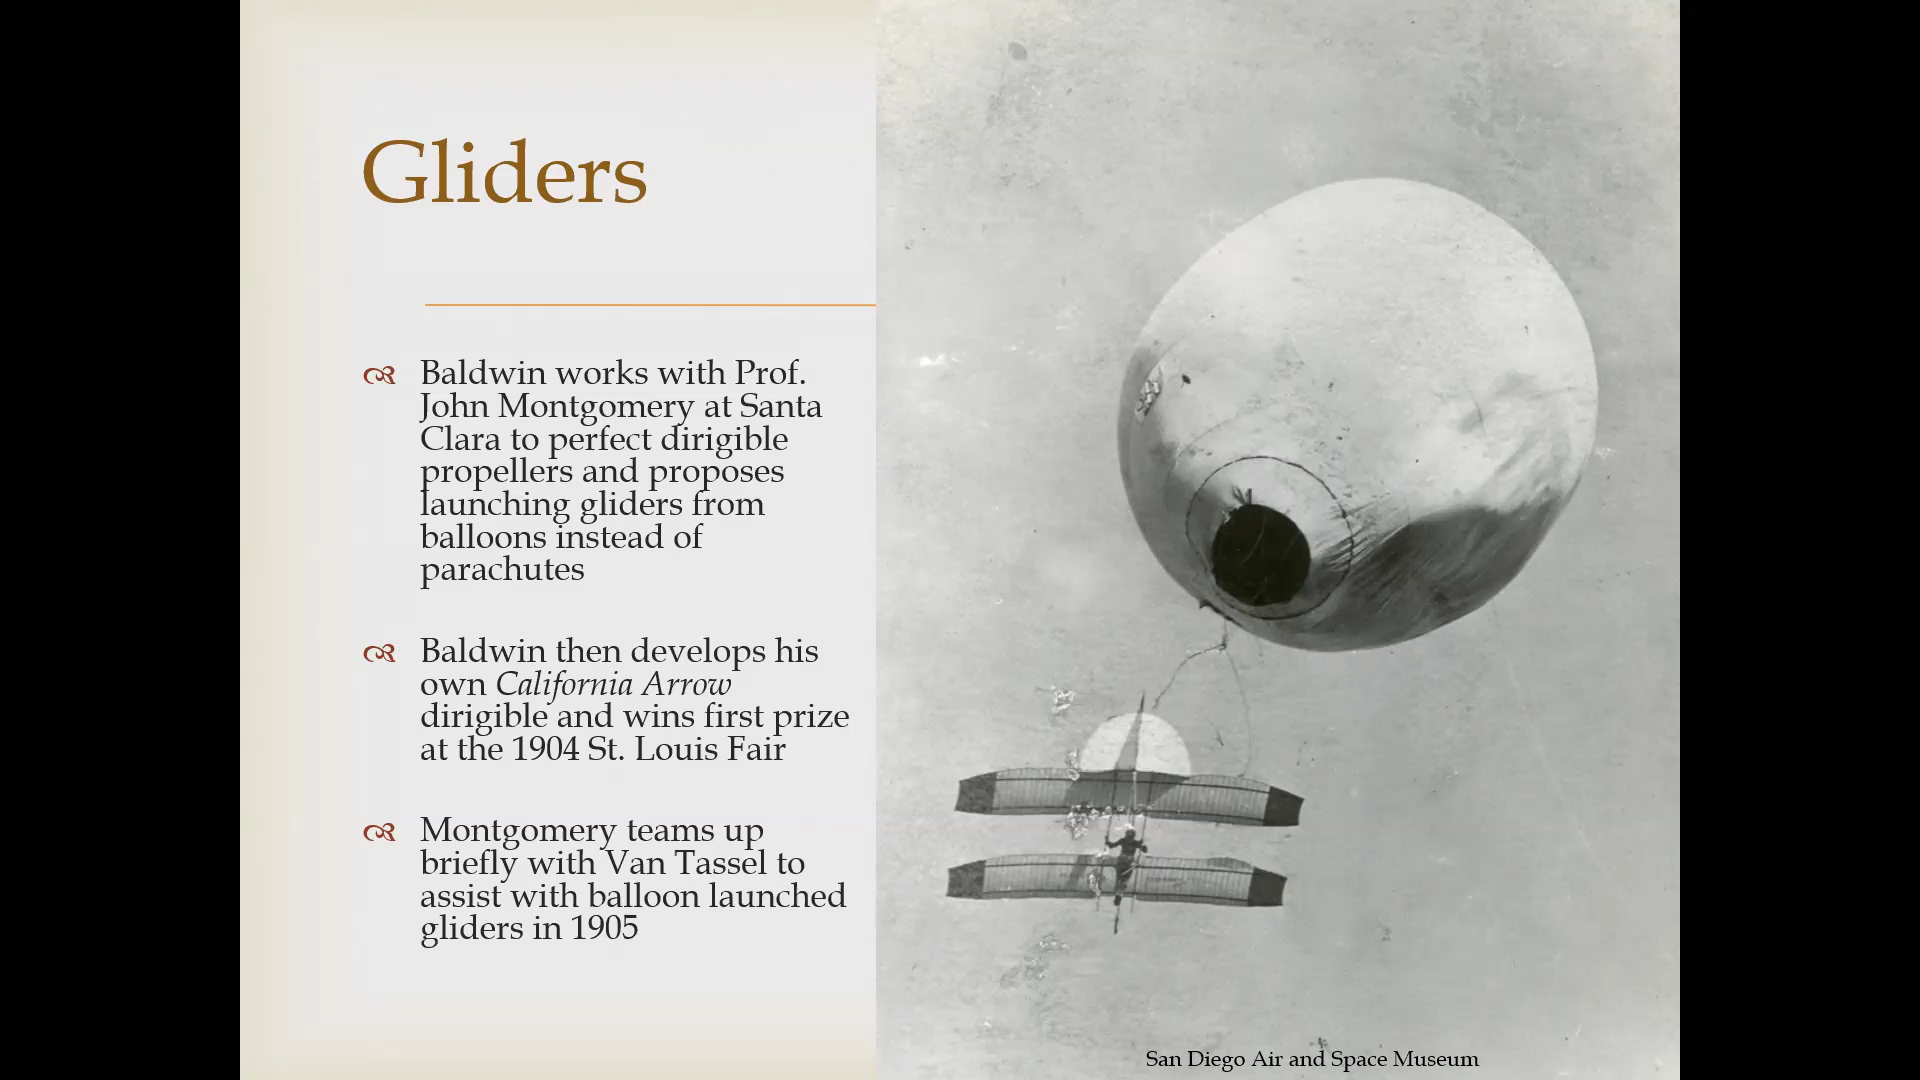 Gliders
Baldwin works with Prof.
John Montgomery at Santa
Clara to perfect dirigible
propellers and proposes
launching gliders from
balloons instead of
parachutes
Baldwin then develops his
own California Arrow
dirigible and wins first prize
at the 1904 St. Louis Fair
Montgomery teams up
briefly with Van Tassel to
assist with balloon launched
gliders in 1905
San Diego Air and Space Museum